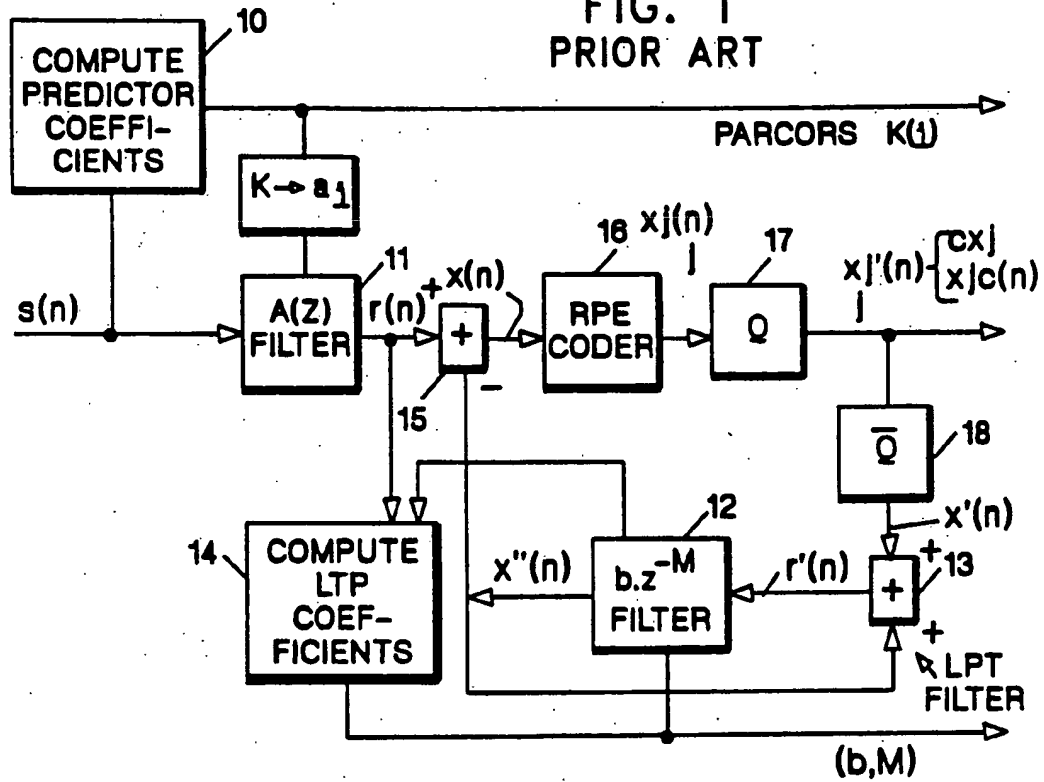 FIG. 1
PRIOR ART
10
COMPUTE
PREDICTOR
COEFFI-
CIENTS
PARCORS K(i)
K→ai
s(n)
11
A(Z)
FILTER
r(n)
+
x(n)
+
−
15
16
RPE
CODER
xj(n)
j
17
Q
xj'(n)
j
cxj
xjc(n)
Q̅
18
x'(n)
14
COMPUTE
LTP
COEF-
FICIENTS
x''(n)
12
b.z-M
FILTER
r'(n)
+
+
13
+
LPT
FILTER
(b,M)